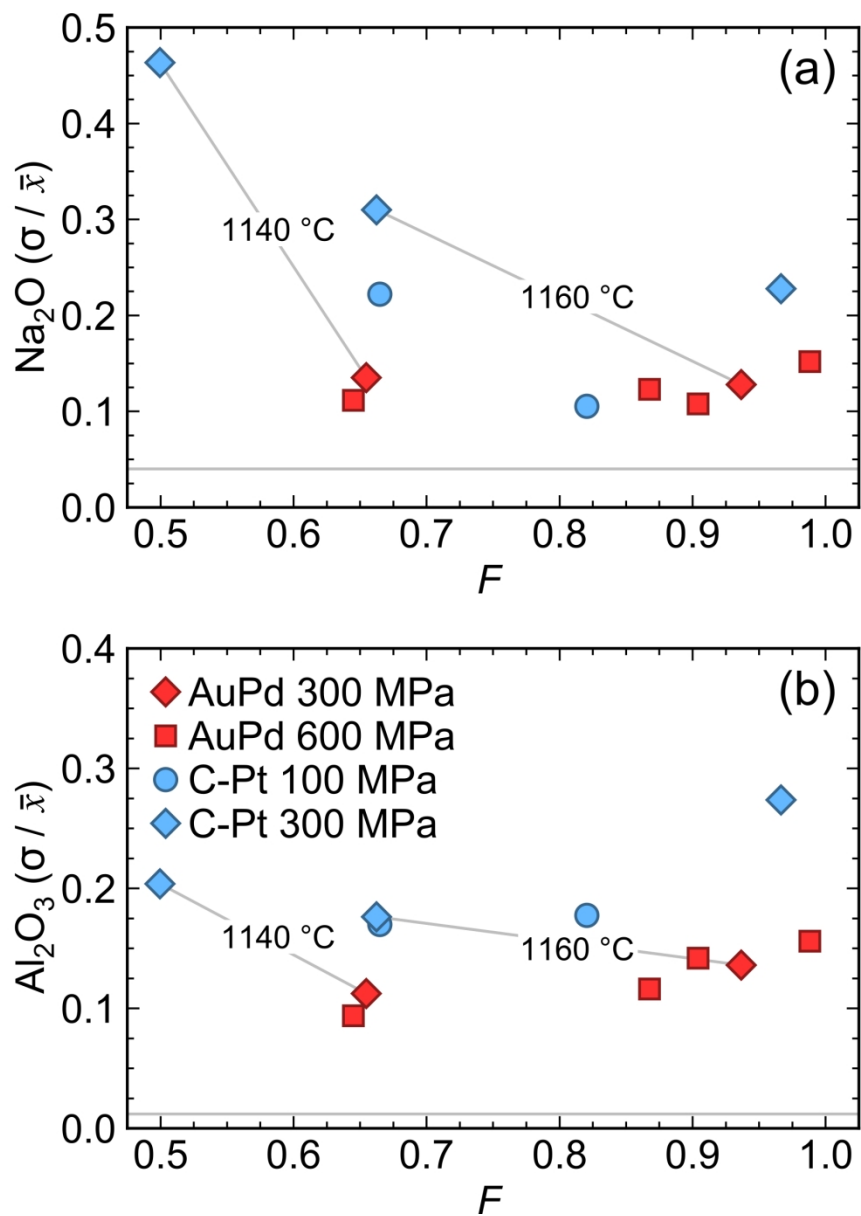 (a)
Na₂O (σ / x̄)
0.5
0.4
0.3
0.2
0.1
0.0
1140 °C
1160 °C
0.5 0.6 0.7 0.8 0.9 1.0
F
(b)
Al₂O₃ (σ / x̄)
0.4
0.3
0.2
0.1
0.0
AuPd 300 MPa
AuPd 600 MPa
C-Pt 100 MPa
C-Pt 300 MPa
1140 °C
1160 °C
0.5 0.6 0.7 0.8 0.9 1.0
F